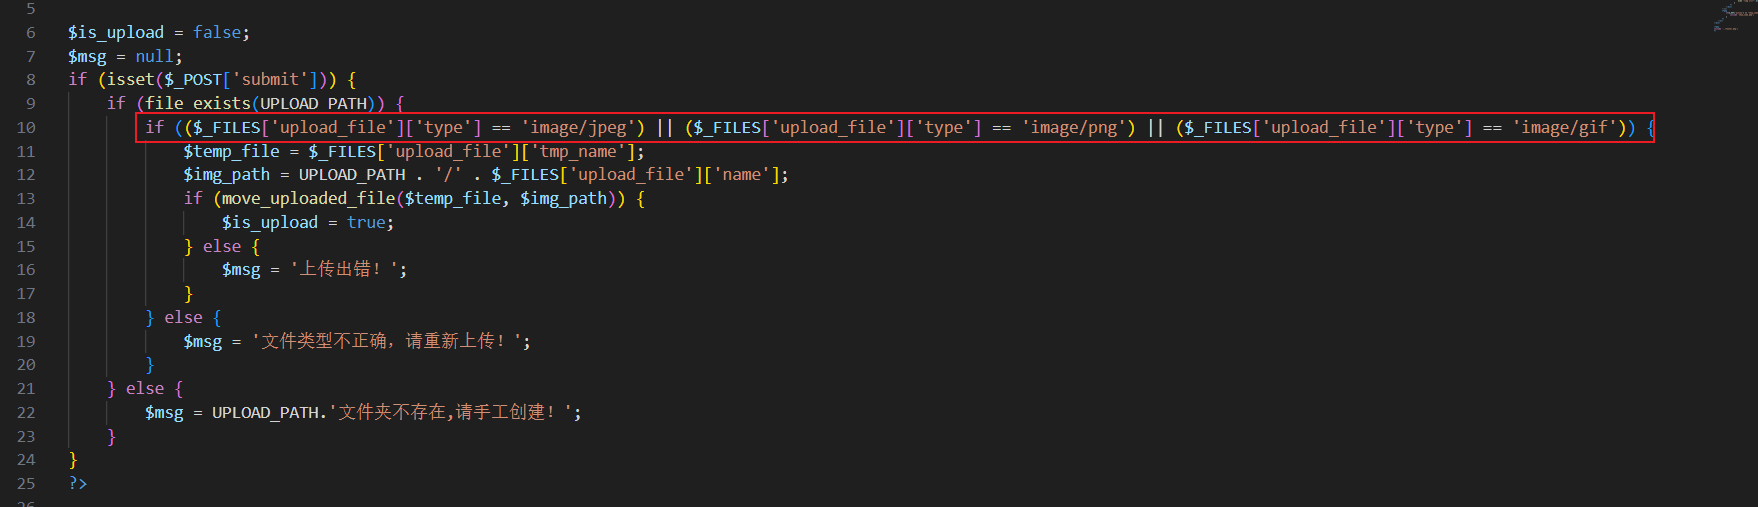 5
6 $is_upload = false;
7 $msg = null;
8 if (isset($_POST['submit'])) {
9 if (file_exists(UPLOAD_PATH)) {
10 if (($_FILES['upload_file']['type'] == 'image/jpeg') || ($_FILES['upload_file']['type'] == 'image/png') || ($_FILES['upload_file']['type'] == 'image/gif')) {
11 $temp_file = $_FILES['upload_file']['tmp_name'];
12 $img_path = UPLOAD_PATH . '/' . $_FILES['upload_file']['name'];
13 if (move_uploaded_file($temp_file, $img_path)) {
14 $is_upload = true;
15 } else {
16 $msg = '上传出错！';
17 }
18 } else {
19 $msg = '文件类型不正确，请重新上传！';
20 }
21 } else {
22 $msg = UPLOAD_PATH.'文件夹不存在,请手工创建！';
23 }
24 }
25 ?>
26